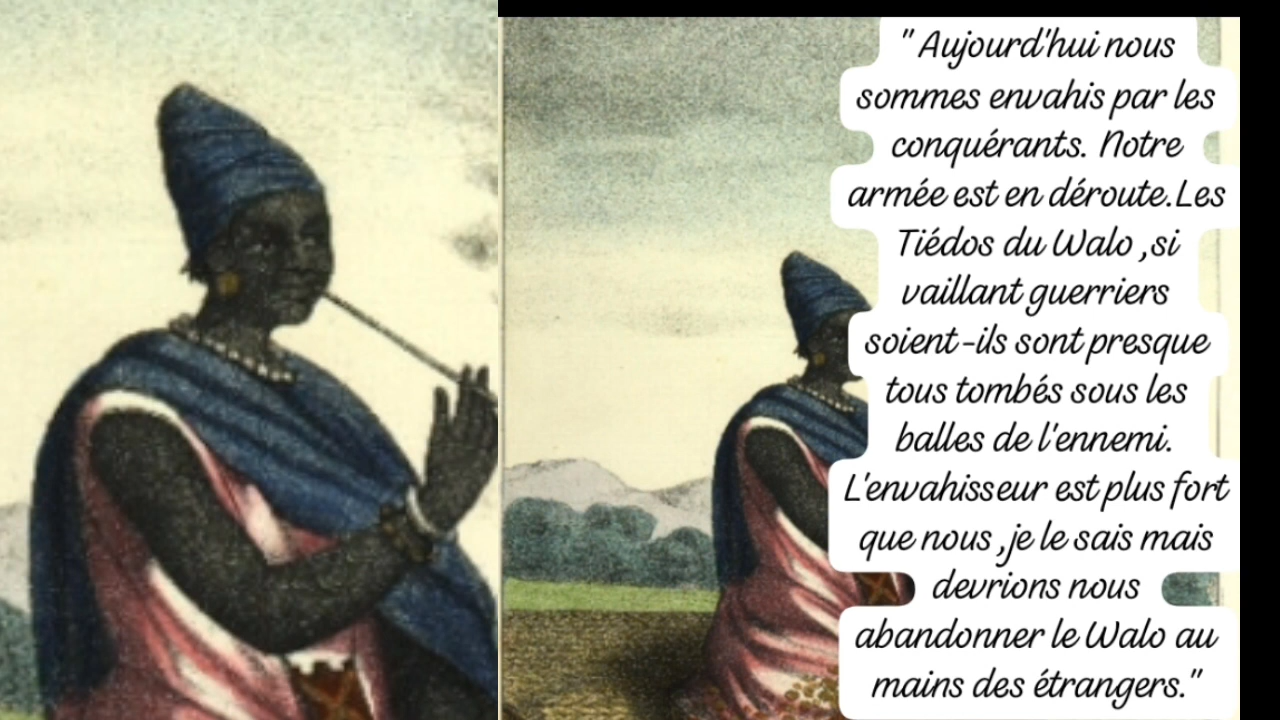 " Aujourd'hui nous
sommes envahis par les
conquérants. Notre
armée est en déroute.Les
Tiédos du Walo ,si
vaillant guerriers
soient-ils sont presque
tous tombés sous les
balles de l'ennemi.
L'envahisseur est plus fort
que nous ,je le sais mais
devrions nous
abandonner le Walo au
mains des étrangers."